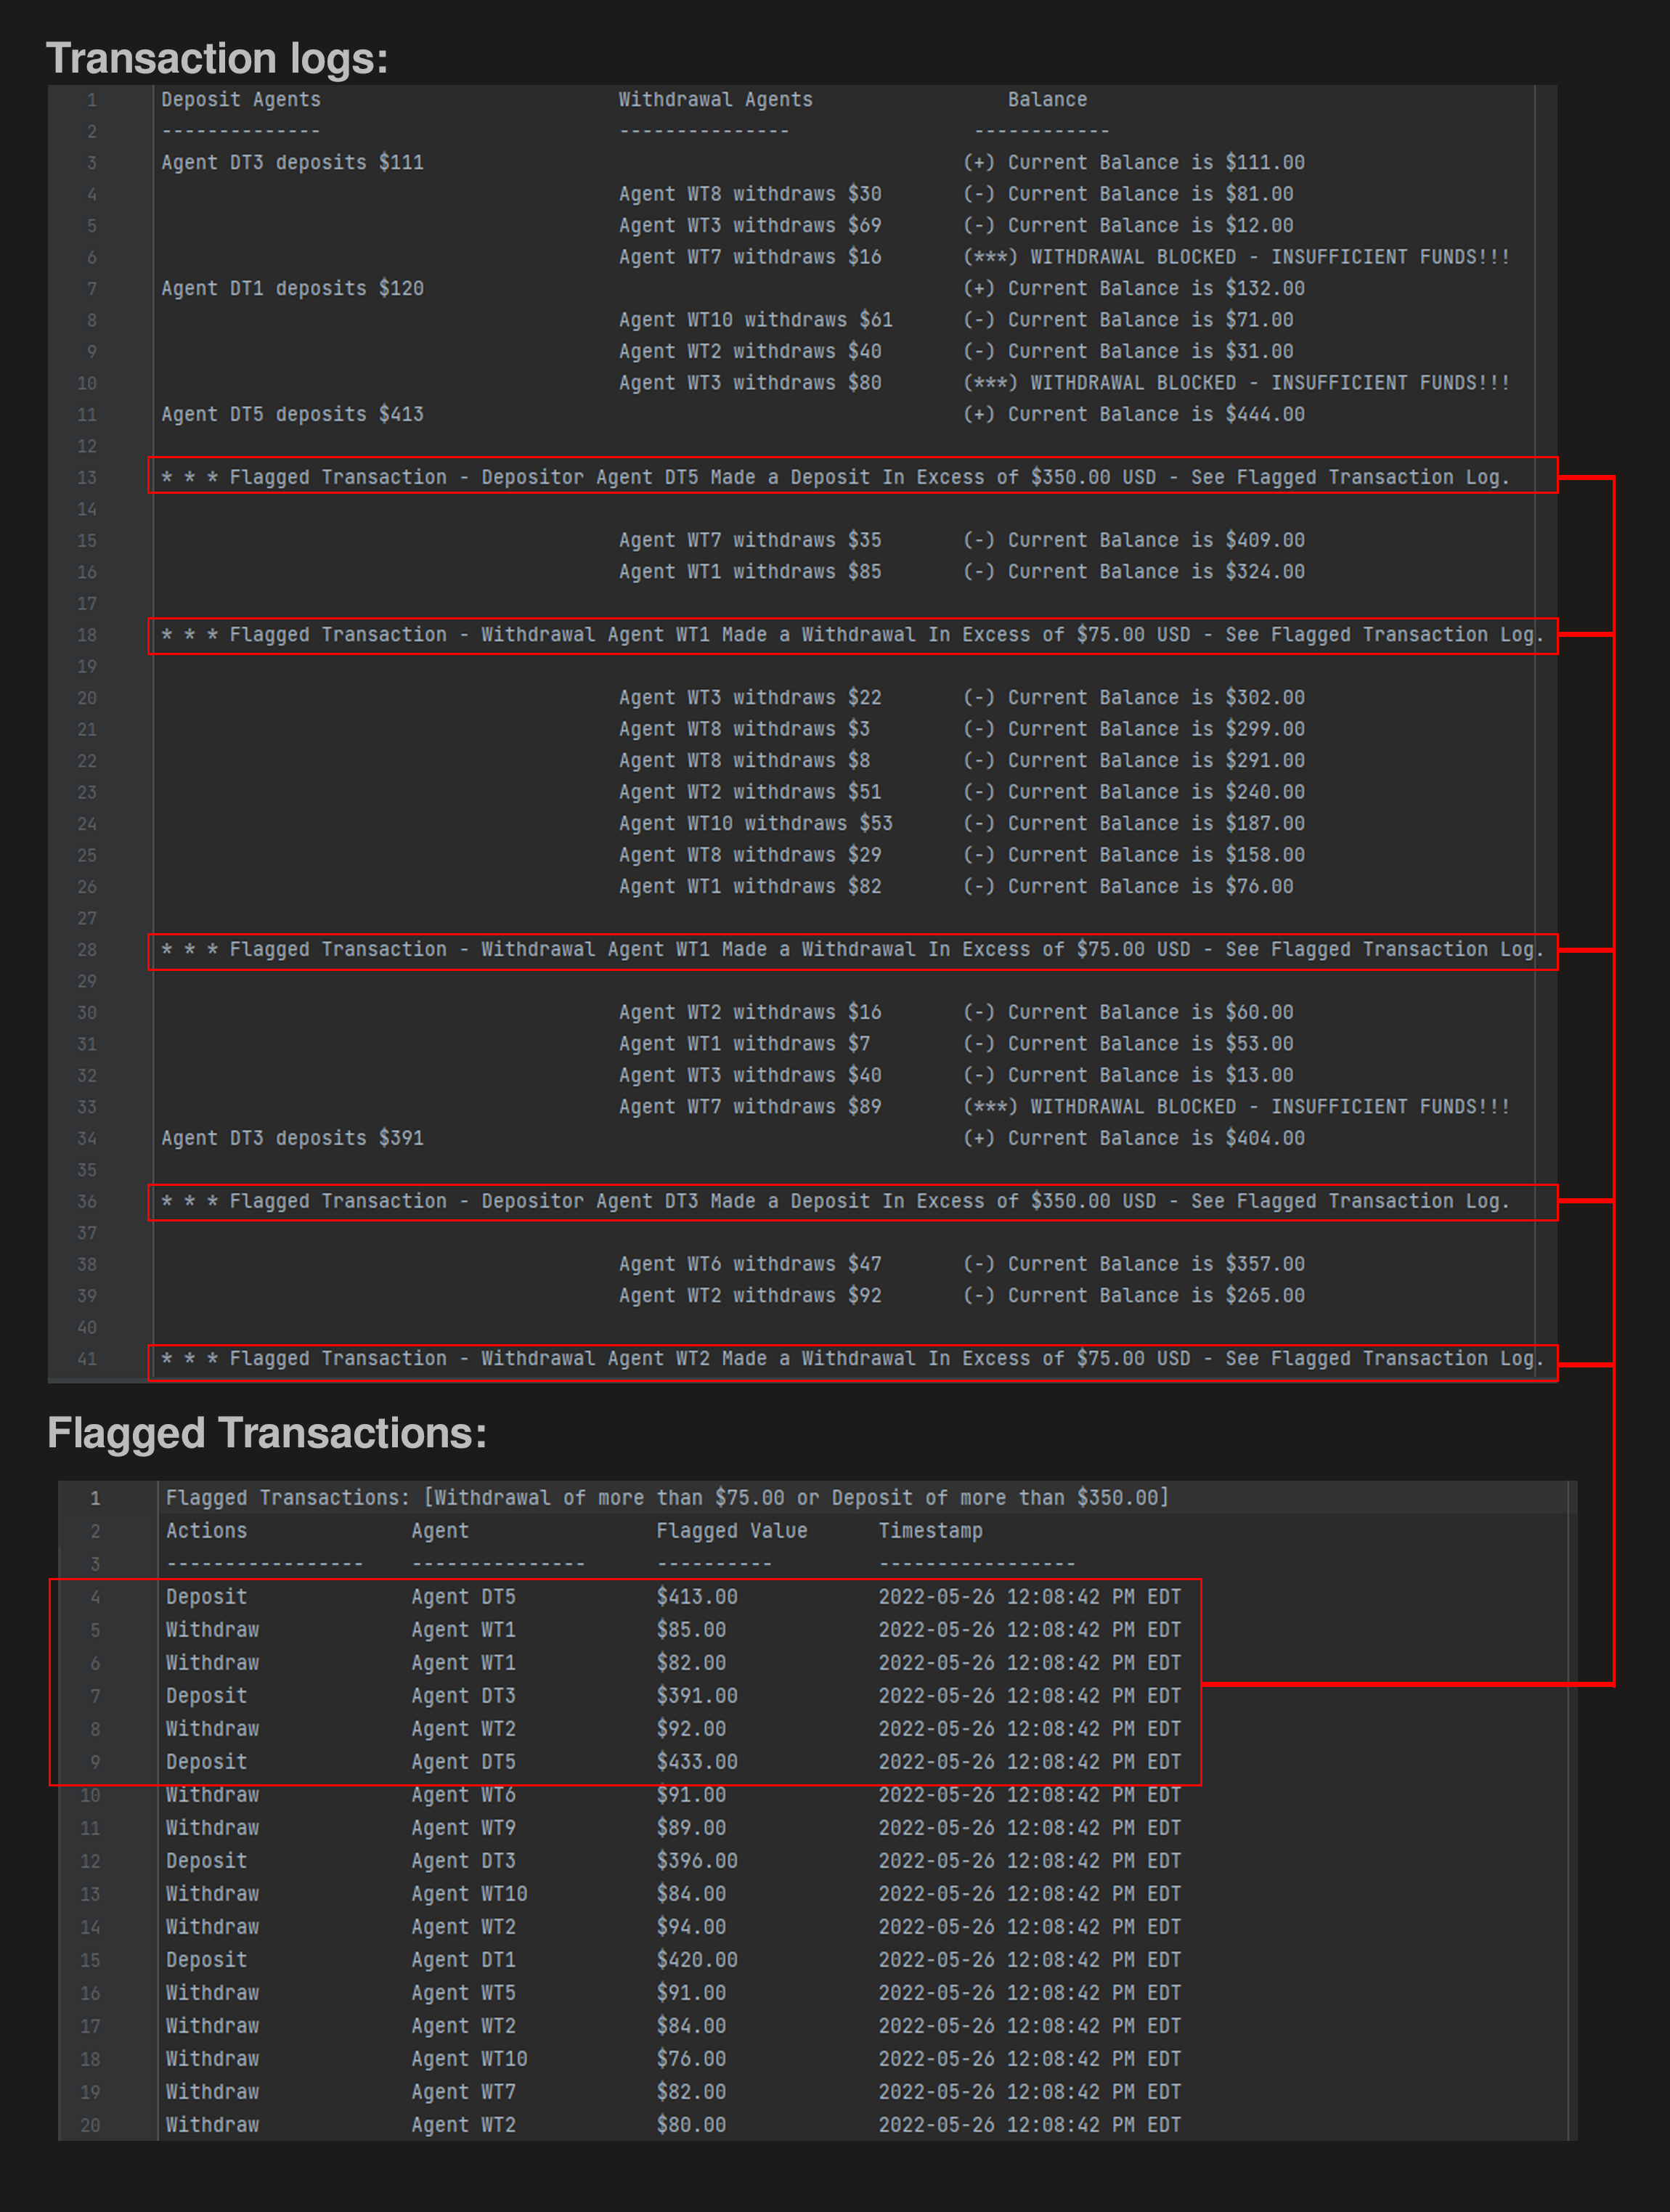 Transaction logs:
1 Deposit Agents Withdrawal Agents Balance
2 -------------- --------------- ------------
3 Agent DT3 deposits $111 (+) Current Balance is $111.00
4 Agent WT8 withdraws $30 (-) Current Balance is $81.00
5 Agent WT3 withdraws $69 (-) Current Balance is $12.00
6 Agent WT7 withdraws $16 (***) WITHDRAWAL BLOCKED - INSUFFICIENT FUNDS!!!
7 Agent DT1 deposits $120 (+) Current Balance is $132.00
8 Agent WT10 withdraws $61 (-) Current Balance is $71.00
9 Agent WT2 withdraws $40 (-) Current Balance is $31.00
10 Agent WT3 withdraws $80 (***) WITHDRAWAL BLOCKED - INSUFFICIENT FUNDS!!!
11 Agent DT5 deposits $413 (+) Current Balance is $444.00
12
13 * * * Flagged Transaction - Depositor Agent DT5 Made a Deposit In Excess of $350.00 USD - See Flagged Transaction Log.
14
15 Agent WT7 withdraws $35 (-) Current Balance is $409.00
16 Agent WT1 withdraws $85 (-) Current Balance is $324.00
17
18 * * * Flagged Transaction - Withdrawal Agent WT1 Made a Withdrawal In Excess of $75.00 USD - See Flagged Transaction Log.
19
20 Agent WT3 withdraws $22 (-) Current Balance is $302.00
21 Agent WT8 withdraws $3 (-) Current Balance is $299.00
22 Agent WT8 withdraws $8 (-) Current Balance is $291.00
23 Agent WT2 withdraws $51 (-) Current Balance is $240.00
24 Agent WT10 withdraws $53 (-) Current Balance is $187.00
25 Agent WT8 withdraws $29 (-) Current Balance is $158.00
26 Agent WT1 withdraws $82 (-) Current Balance is $76.00
27
28 * * * Flagged Transaction - Withdrawal Agent WT1 Made a Withdrawal In Excess of $75.00 USD - See Flagged Transaction Log.
29
30 Agent WT2 withdraws $16 (-) Current Balance is $60.00
31 Agent WT1 withdraws $7 (-) Current Balance is $53.00
32 Agent WT3 withdraws $40 (-) Current Balance is $13.00
33 Agent WT7 withdraws $89 (***) WITHDRAWAL BLOCKED - INSUFFICIENT FUNDS!!!
34 Agent DT3 deposits $391 (+) Current Balance is $404.00
35
36 * * * Flagged Transaction - Depositor Agent DT3 Made a Deposit In Excess of $350.00 USD - See Flagged Transaction Log.
37
38 Agent WT6 withdraws $47 (-) Current Balance is $357.00
39 Agent WT2 withdraws $92 (-) Current Balance is $265.00
40
41 * * * Flagged Transaction - Withdrawal Agent WT2 Made a Withdrawal In Excess of $75.00 USD - See Flagged Transaction Log.
Flagged Transactions:
1 Flagged Transactions: [Withdrawal of more than $75.00 or Deposit of more than $350.00]
2 Actions Agent Flagged Value Timestamp
3 ----------------- --------------- ---------- -----------------
4 Deposit Agent DT5 $413.00 2022-05-26 12:08:42 PM EDT
5 Withdraw Agent WT1 $85.00 2022-05-26 12:08:42 PM EDT
6 Withdraw Agent WT1 $82.00 2022-05-26 12:08:42 PM EDT
7 Deposit Agent DT3 $391.00 2022-05-26 12:08:42 PM EDT
8 Withdraw Agent WT2 $92.00 2022-05-26 12:08:42 PM EDT
9 Deposit Agent DT5 $433.00 2022-05-26 12:08:42 PM EDT
10 Withdraw Agent WT6 $91.00 2022-05-26 12:08:42 PM EDT
11 Withdraw Agent WT9 $89.00 2022-05-26 12:08:42 PM EDT
12 Deposit Agent DT3 $396.00 2022-05-26 12:08:42 PM EDT
13 Withdraw Agent WT10 $84.00 2022-05-26 12:08:42 PM EDT
14 Withdraw Agent WT2 $94.00 2022-05-26 12:08:42 PM EDT
15 Deposit Agent DT1 $420.00 2022-05-26 12:08:42 PM EDT
16 Withdraw Agent WT5 $91.00 2022-05-26 12:08:42 PM EDT
17 Withdraw Agent WT2 $84.00 2022-05-26 12:08:42 PM EDT
18 Withdraw Agent WT10 $76.00 2022-05-26 12:08:42 PM EDT
19 Withdraw Agent WT7 $82.00 2022-05-26 12:08:42 PM EDT
20 Withdraw Agent WT2 $80.00 2022-05-26 12:08:42 PM EDT